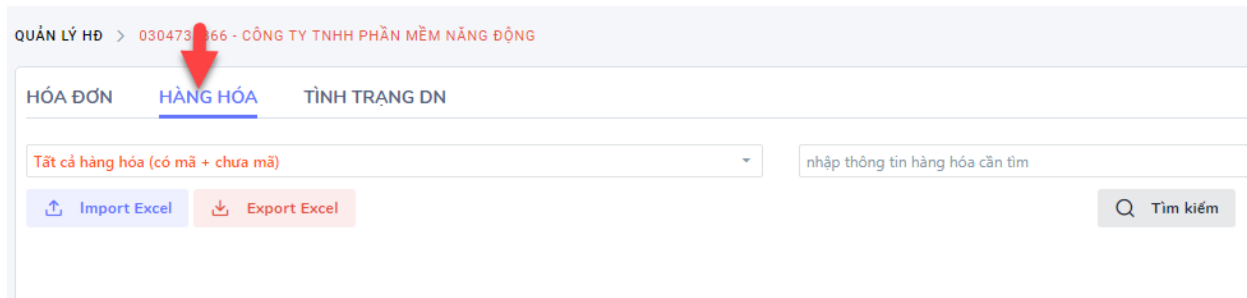 QUẢN LÝ HĐ > 030473 366 - CÔNG TY TNHH PHẦN MỀM NĂNG ĐỘNG
HÓA ĐƠN HÀNG HÓA TÌNH TRẠNG DN
Tất cả hàng hóa (có mã + chưa mã) nhập thông tin hàng hóa cần tìm
Import Excel Export Excel Tìm kiếm